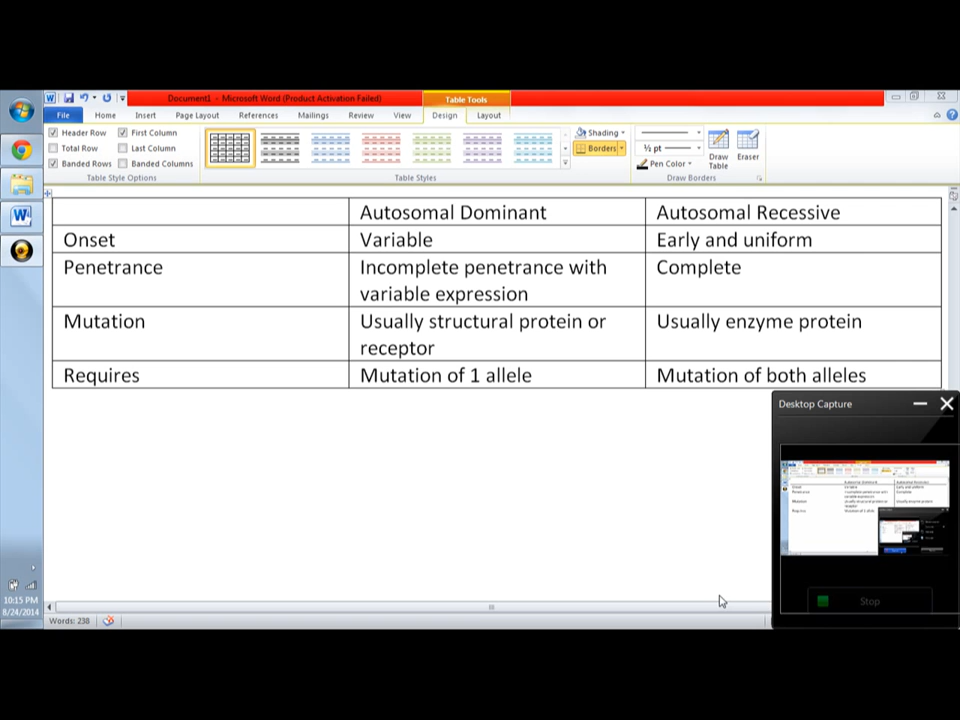 Document1 - Microsoft Word (Product Activation Failed)
Table Tools
File Home Insert Page Layout References Mailings Review View Design Layout
Header Row First Column
Total Row Last Column
Banded Rows Banded Columns
Table Style Options
Table Styles
Shading
Borders
½ pt
Pen Color
Draw Table
Eraser
Draw Borders
Autosomal Dominant Autosomal Recessive
Onset Variable Early and uniform
Penetrance Incomplete penetrance with Complete
variable expression
Mutation Usually structural protein or Usually enzyme protein
receptor
Requires Mutation of 1 allele Mutation of both alleles
Desktop Capture
Stop
10:15 PM
8/24/2014
Words: 238